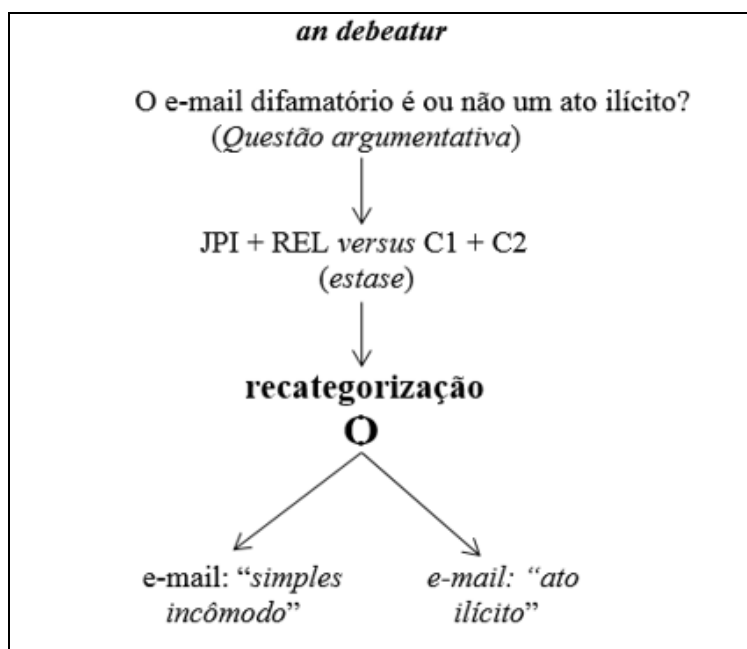 an debeatur
O e-mail difamatório é ou não um ato ilícito?
(Questão argumentativa)
JPI + REL versus C1 + C2
(estase)
recategorização
O
e-mail: “simples
incômodo”
e-mail: “ato
ilícito”